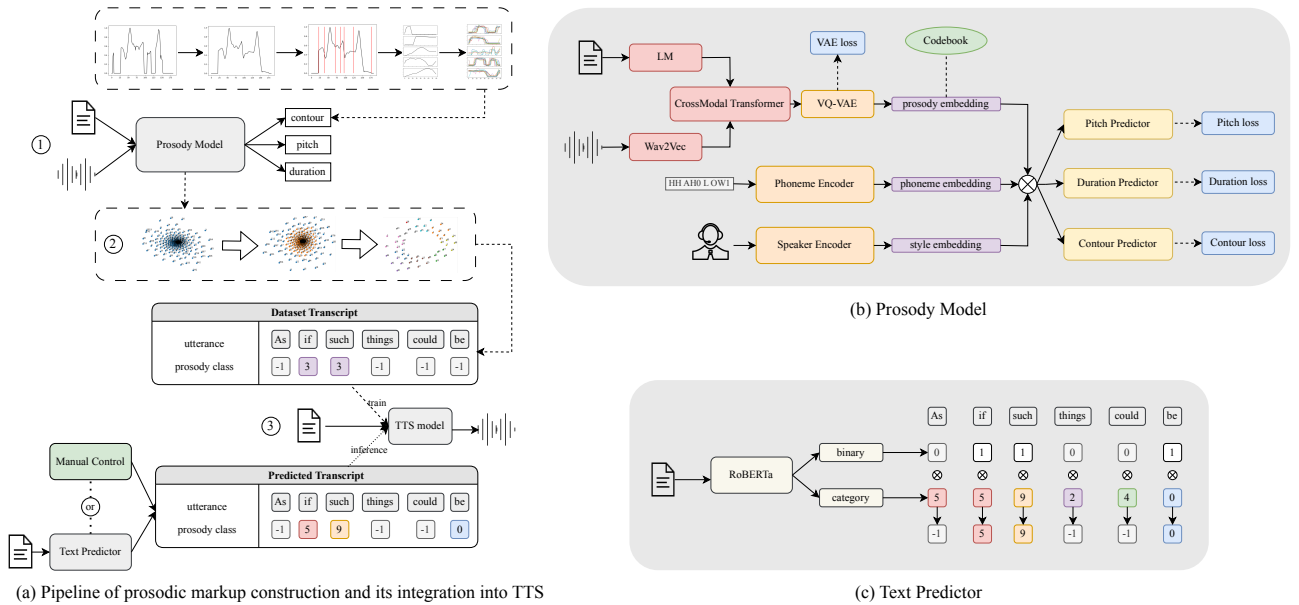 1
Prosody Model
contour
pitch
duration
2
Dataset Transcript
utterance As if such things could be
prosody class -1 3 3 -1 -1 -1
train
3
TTS model
inference
Manual Control
or
Text Predictor
Predicted Transcript
utterance As if such things could be
prosody class -1 5 9 -1 -1 0
(a) Pipeline of prosodic markup construction and its integration into TTS
LM
VAE loss
Codebook
CrossModal Transformer
VQ-VAE
prosody embedding
Wav2Vec
HH AH0 L OW1
Phoneme Encoder
phoneme embedding
Speaker Encoder
style embedding
Pitch Predictor
Pitch loss
Duration Predictor
Duration loss
Contour Predictor
Contour loss
(b) Prosody Model
As if such things could be
RoBERTa
binary
0 1 1 0 0 1
category
5 5 9 2 4 0
-1 5 9 -1 -1 0
(c) Text Predictor